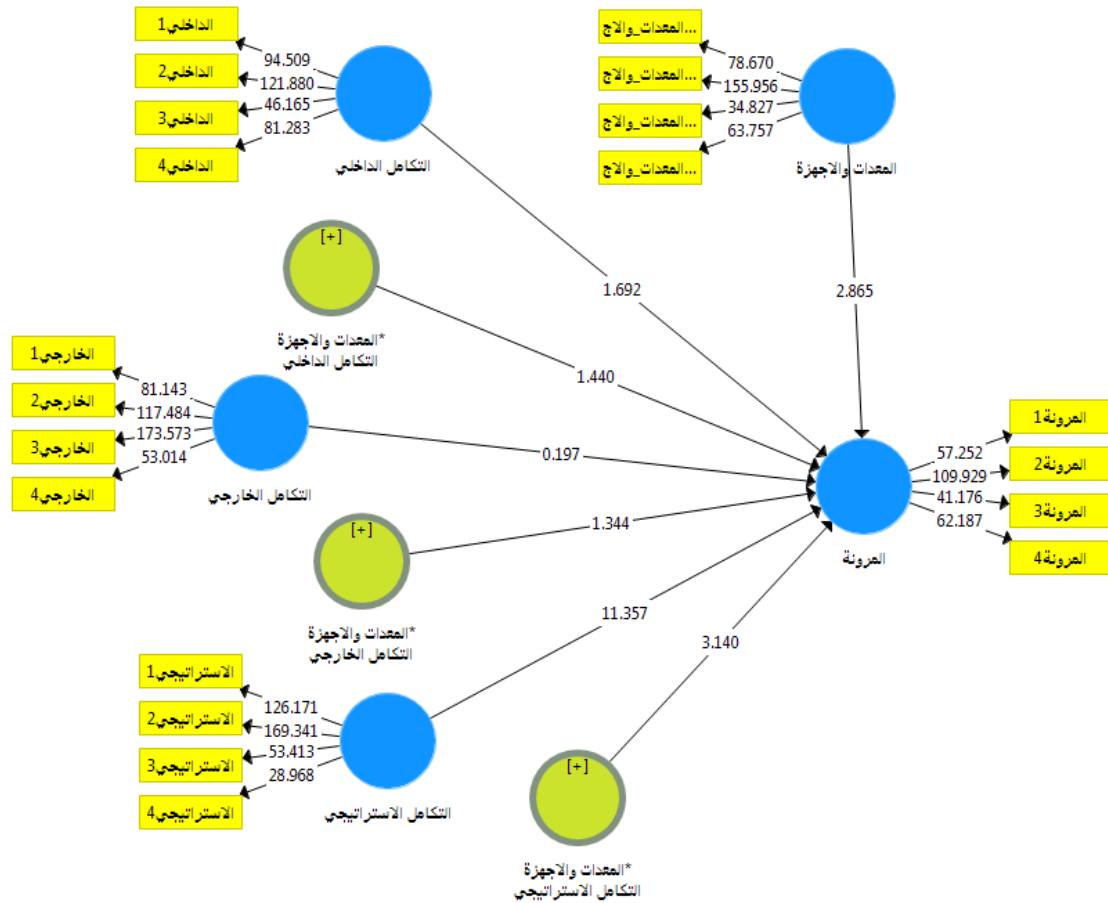 الداخلي1
الداخلي2
الداخلي3
الداخلي4
94.509
121.880
46.165
81.283
التكامل الداخلي
...المعدات_والاج
...المعدات_والاج
...المعدات_والاج
...المعدات_والاج
78.670
155.956
34.827
63.757
المعدات والاجهزة
1.692
2.865
[+]
*المعدات والاجهزة
التكامل الداخلي
1.440
الخارجي1
الخارجي2
الخارجي3
الخارجي4
81.143
117.484
173.573
53.014
التكامل الخارجي
0.197
المرونة1
المرونة2
المرونة3
المرونة4
57.252
109.929
41.176
62.187
المرونة
[+]
*المعدات والاجهزة
التكامل الخارجي
1.344
11.357
3.140
الاستراتيجي1
الاستراتيجي2
الاستراتيجي3
الاستراتيجي4
126.171
169.341
53.413
28.968
التكامل الاستراتيجي
[+]
*المعدات والاجهزة
التكامل الاستراتيجي